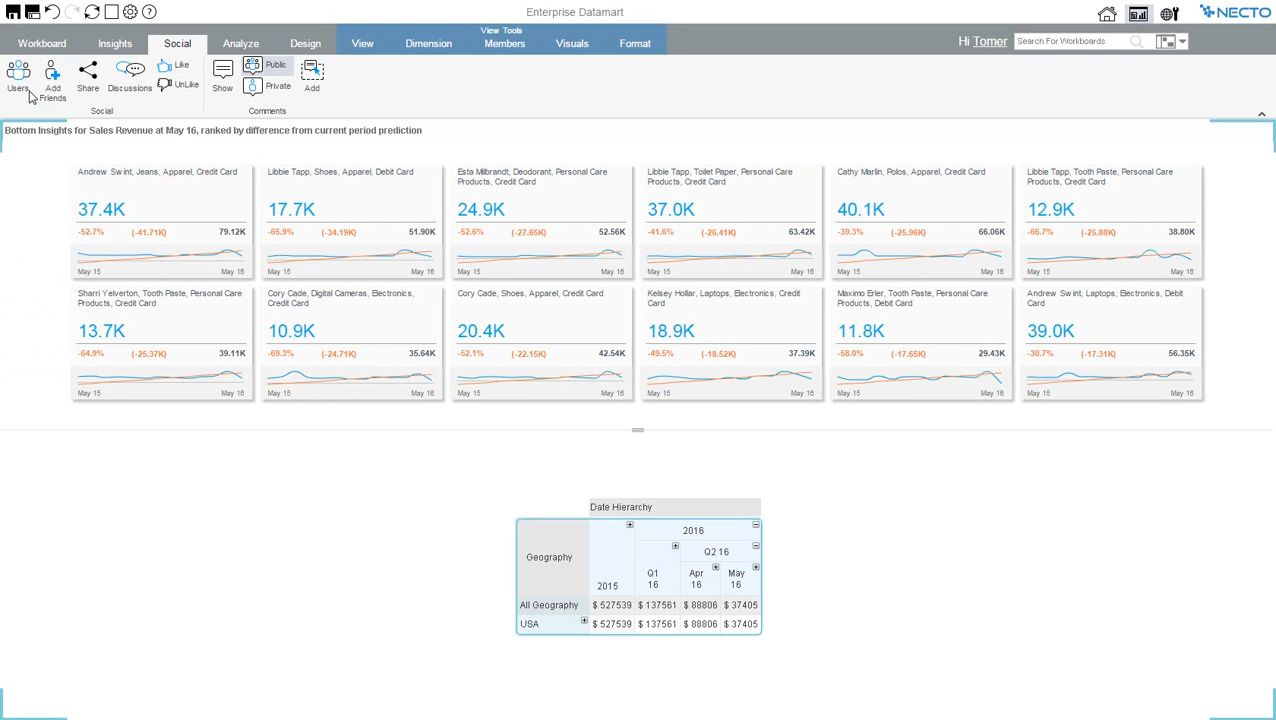 Enterprise Datamart
NECTO
View Tools
Workboard Insights Social Analyze Design View Dimension Members Visuals Format
Hi Tomer Search For Workboards
Users Add Friends Share Discussions Like UnLike Show Public Private Add
Social Comments
Bottom Insights for Sales Revenue at May 16, ranked by difference from current period prediction
Andrew Swint, Jeans, Apparel, Credit Card
37.4K
-52.7% (-41.71K) 79.12K
May 15 May 16
Libbie Tapp, Shoes, Apparel, Debit Card
17.7K
-65.9% (-34.19K) 51.90K
May 15 May 16
Esta Milbrandt, Deodorant, Personal Care
Products, Credit Card
24.9K
-52.6% (-27.65K) 52.56K
May 15 May 16
Libbie Tapp, Toilet Paper, Personal Care
Products, Credit Card
37.0K
-41.6% (-26.41K) 63.42K
May 15 May 16
Cathy Marlin, Polos, Apparel, Credit Card
40.1K
-39.3% (-25.96K) 66.06K
May 15 May 16
Libbie Tapp, Tooth Paste, Personal Care
Products, Credit Card
12.9K
-66.7% (-25.88K) 38.80K
May 15 May 16
Sharri Yelverton, Tooth Paste, Personal Care
Products, Credit Card
13.7K
-64.9% (-25.37K) 39.11K
May 15 May 16
Cory Cade, Digital Cameras, Electronics,
Credit Card
10.9K
-69.3% (-24.71K) 35.64K
May 15 May 16
Cory Cade, Shoes, Apparel, Credit Card
20.4K
-52.1% (-22.15K) 42.54K
May 15 May 16
Kelsey Hollar, Laptops, Electronics, Credit
Card
18.9K
-49.5% (-18.52K) 37.39K
May 15 May 16
Maximo Erler, Tooth Paste, Personal Care
Products, Debit Card
11.8K
-58.0% (-17.65K) 29.43K
May 15 May 16
Andrew Swint, Laptops, Electronics, Debit
Card
39.0K
-30.7% (-17.31K) 56.35K
May 15 May 16
Date Hierarchy
2016
Geography Q2 16
2015 Q1 16 Apr 16 May 16
All Geography $ 527539 $ 137561 $ 88806 $ 37405
USA $ 527539 $ 137561 $ 88806 $ 37405